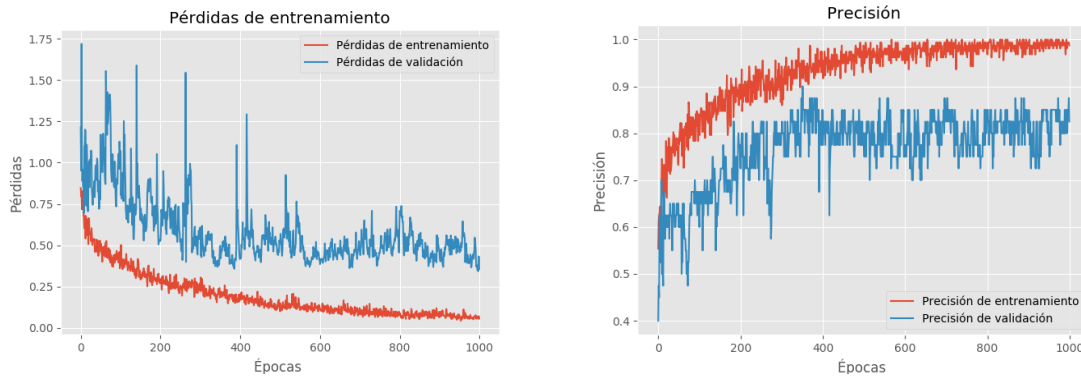 Pérdidas de entrenamiento
1.75
1.50
1.25
1.00
0.75
0.50
0.25
0.00
Pérdidas
Pérdidas de entrenamiento
Pérdidas de validación
0 200 400 600 800 1000
Épocas
Precisión
1.0
0.9
0.8
0.7
0.6
0.5
0.4
Precisión
Precisión de entrenamiento
Precisión de validación
0 200 400 600 800 1000
Épocas